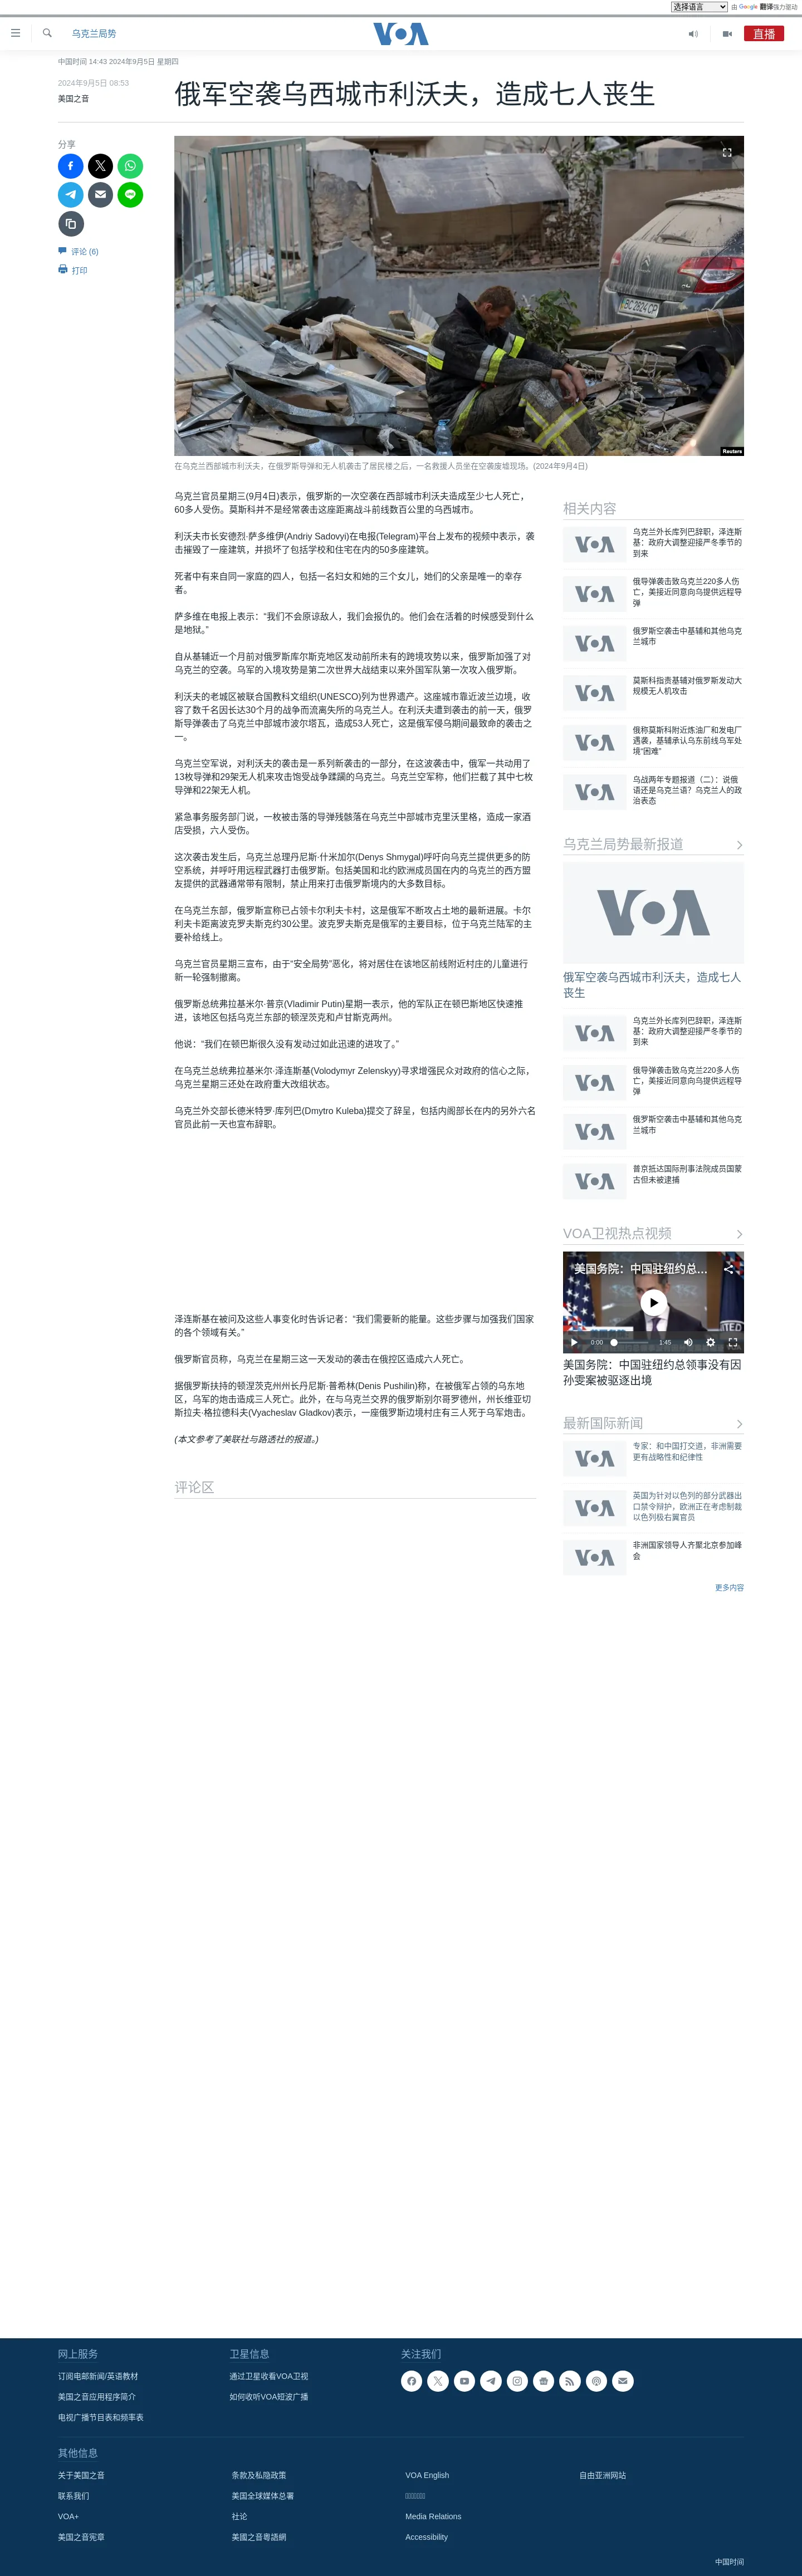 选择语言 由 Google 翻译强力驱动
乌克兰局势 VOA 直播
中国时间 14:43 2024年9月5日 星期四
2024年9月5日 08:53
美国之音
俄军空袭乌西城市利沃夫，造成七人丧生
分享
评论 (6)
打印
BC2624CP
Reuters
在乌克兰西部城市利沃夫，在俄罗斯导弹和无人机袭击了居民楼之后，一名救援人员坐在空袭废墟现场。(2024年9月4日)
乌克兰官员星期三(9月4日)表示，俄罗斯的一次空袭在西部城市利沃夫造成至少七人死亡，
60多人受伤。莫斯科并不是经常袭击这座距离战斗前线数百公里的乌西城市。
利沃夫市长安德烈·萨多维伊(Andriy Sadovyi)在电报(Telegram)平台上发布的视频中表示，袭
击摧毁了一座建筑，并损坏了包括学校和住宅在内的50多座建筑。
死者中有来自同一家庭的四人，包括一名妇女和她的三个女儿，她们的父亲是唯一的幸存
者。
萨多维在电报上表示：“我们不会原谅敌人，我们会报仇的。他们会在活着的时候感受到什么
是地狱。”
自从基辅近一个月前对俄罗斯库尔斯克地区发动前所未有的跨境攻势以来，俄罗斯加强了对
乌克兰的空袭。乌军的入境攻势是第二次世界大战结束以来外国军队第一次攻入俄罗斯。
利沃夫的老城区被联合国教科文组织(UNESCO)列为世界遗产。这座城市靠近波兰边境，收
容了数千名因长达30个月的战争而流离失所的乌克兰人。在利沃夫遭到袭击的前一天，俄罗
斯导弹袭击了乌克兰中部城市波尔塔瓦，造成53人死亡，这是俄军侵乌期间最致命的袭击之
一。
乌克兰空军说，对利沃夫的袭击是一系列新袭击的一部分，在这波袭击中，俄军一共动用了
13枚导弹和29架无人机来攻击饱受战争蹂躏的乌克兰。乌克兰空军称，他们拦截了其中七枚
导弹和22架无人机。
紧急事务服务部门说，一枚被击落的导弹残骸落在乌克兰中部城市克里沃里格，造成一家酒
店受损，六人受伤。
这次袭击发生后，乌克兰总理丹尼斯·什米加尔(Denys Shmygal)呼吁向乌克兰提供更多的防
空系统，并呼吁用远程武器打击俄罗斯。包括美国和北约欧洲成员国在内的乌克兰的西方盟
友提供的武器通常带有限制，禁止用来打击俄罗斯境内的大多数目标。
在乌克兰东部，俄罗斯宣称已占领卡尔利夫卡村，这是俄军不断攻占土地的最新进展。卡尔
利夫卡距离波克罗夫斯克约30公里。波克罗夫斯克是俄军的主要目标，位于乌克兰陆军的主
要补给线上。
乌克兰官员星期三宣布，由于“安全局势”恶化，将对居住在该地区前线附近村庄的儿童进行
新一轮强制撤离。
俄罗斯总统弗拉基米尔·普京(Vladimir Putin)星期一表示，他的军队正在顿巴斯地区快速推
进，该地区包括乌克兰东部的顿涅茨克和卢甘斯克两州。
他说：“我们在顿巴斯很久没有发动过如此迅速的进攻了。”
在乌克兰总统弗拉基米尔·泽连斯基(Volodymyr Zelenskyy)寻求增强民众对政府的信心之际，
乌克兰星期三还处在政府重大改组状态。
乌克兰外交部长德米特罗·库列巴(Dmytro Kuleba)提交了辞呈，包括内阁部长在内的另外六名
官员此前一天也宣布辞职。
泽连斯基在被问及这些人事变化时告诉记者：“我们需要新的能量。这些步骤与加强我们国家
的各个领域有关。”
俄罗斯官员称，乌克兰在星期三这一天发动的袭击在俄控区造成六人死亡。
据俄罗斯扶持的顿涅茨克州州长丹尼斯·普希林(Denis Pushilin)称，在被俄军占领的乌东地
区，乌军的炮击造成三人死亡。此外，在与乌克兰交界的俄罗斯别尔哥罗德州，州长维亚切
斯拉夫·格拉德科夫(Vyacheslav Gladkov)表示，一座俄罗斯边境村庄有三人死于乌军炮击。
(本文参考了美联社与路透社的报道。)
评论区
相关内容
乌克兰外长库列巴辞职，泽连斯
基：政府大调整迎接严冬季节的
到来
俄导弹袭击致乌克兰220多人伤
亡，美接近同意向乌提供远程导
弹
俄罗斯空袭击中基辅和其他乌克
兰城市
莫斯科指责基辅对俄罗斯发动大
规模无人机攻击
俄称莫斯科附近炼油厂和发电厂
遇袭，基辅承认乌东前线乌军处
境“困难”
乌战两年专题报道（二）：说俄
语还是乌克兰语？乌克兰人的政
治表态
乌克兰局势最新报道
VOA
俄军空袭乌西城市利沃夫，造成七人
丧生
乌克兰外长库列巴辞职，泽连斯
基：政府大调整迎接严冬季节的
到来
俄导弹袭击致乌克兰220多人伤
亡，美接近同意向乌提供远程导
弹
俄罗斯空袭击中基辅和其他乌克
兰城市
普京抵达国际刑事法院成员国蒙
古但未被逮捕
VOA卫视热点视频
美国务院：中国驻纽约总...
0:00 1:45
美国务院：中国驻纽约总领事没有因
孙雯案被驱逐出境
最新国际新闻
专家：和中国打交道，非洲需要
更有战略性和纪律性
英国为针对以色列的部分武器出
口禁令辩护，欧洲正在考虑制裁
以色列极右翼官员
非洲国家领导人齐聚北京参加峰
会
更多内容
网上服务 卫星信息 关注我们
订阅电邮新闻/英语教材 通过卫星收看VOA卫视
美国之音应用程序简介 如何收听VOA短波广播
电视广播节目表和频率表
其他信息
关于美国之音 条款及私隐政策 VOA English 自由亚洲网站
联系我们 美国全球媒体总署
VOA+ 社论 Media Relations
美国之音宪章 美國之音粵語網 Accessibility
中国时间